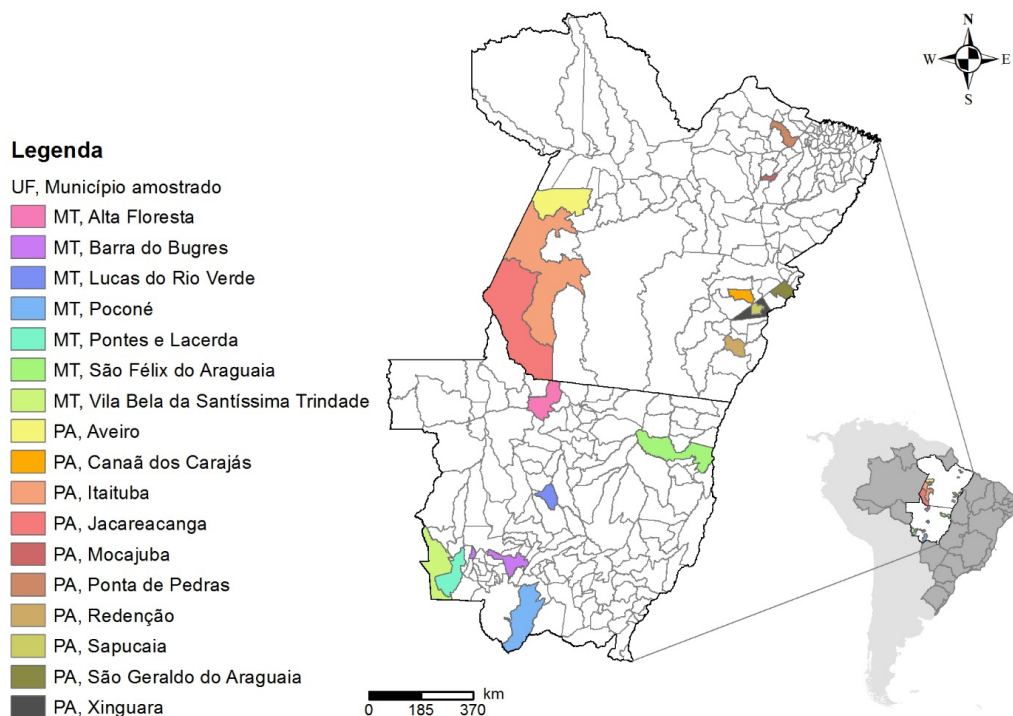 N
W E
S
Legenda
UF, Município amostrado
MT, Alta Floresta
MT, Barra do Bugres
MT, Lucas do Rio Verde
MT, Poconé
MT, Pontes e Lacerda
MT, São Félix do Araguaia
MT, Vila Bela da Santíssima Trindade
PA, Aveiro
PA, Canaã dos Carajás
PA, Itaituba
PA, Jacareacanga
PA, Mocajuba
PA, Ponta de Pedras
PA, Redenção
PA, Sapucaia
PA, São Geraldo do Araguaia
PA, Xinguara
km
0 185 370